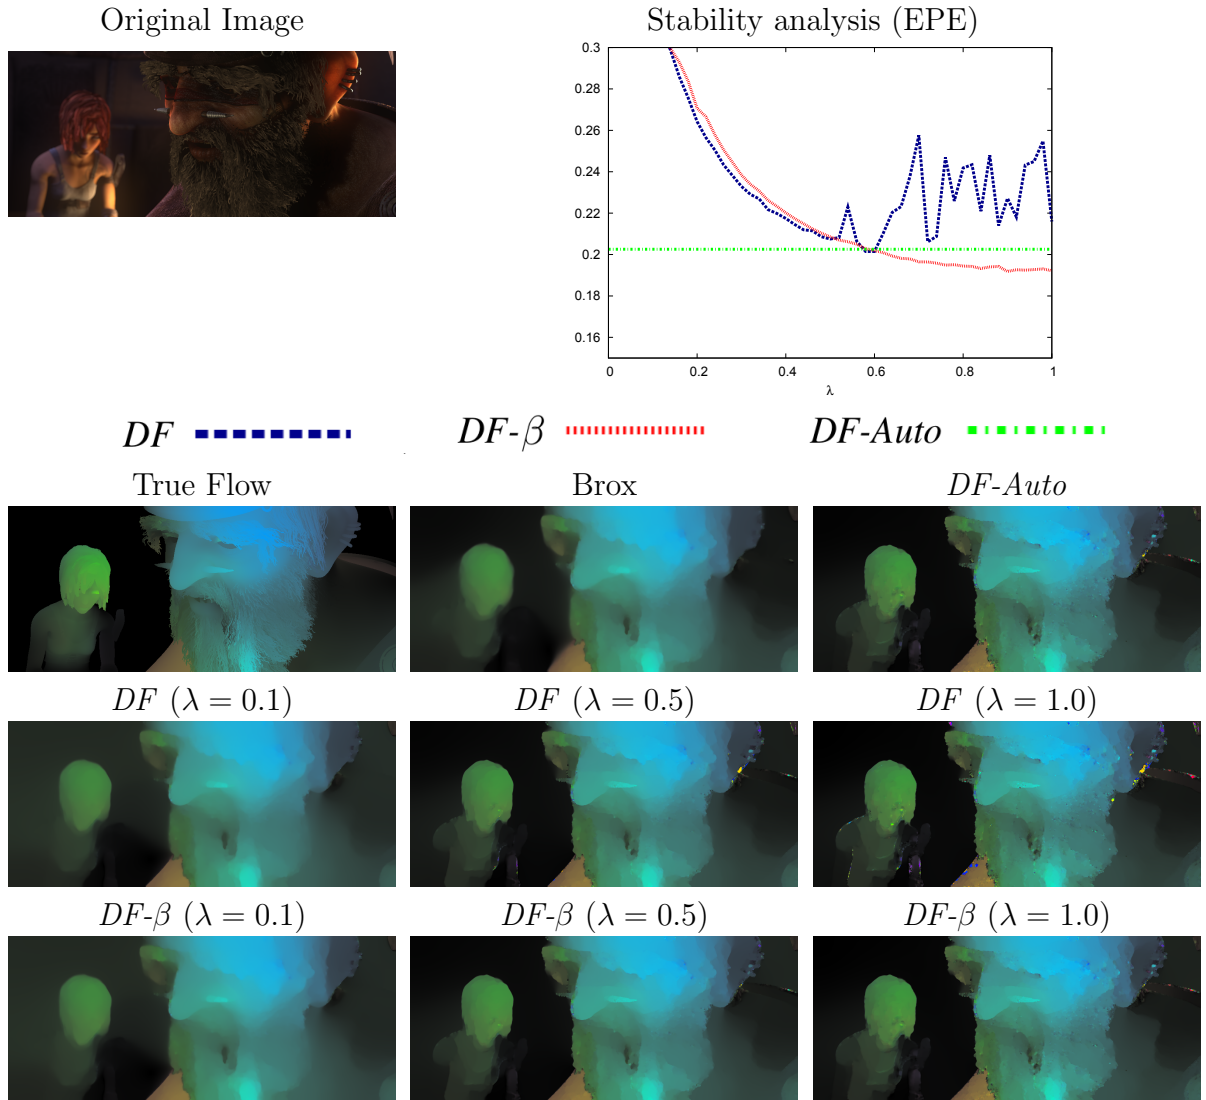 Original Image
Stability analysis (EPE)
0.3
0.28
0.26
0.24
0.22
0.2
0.18
0.16
0 0.2 0.4 0.6 0.8 1
λ
DF
DF-β
DF-Auto
True Flow
Brox
DF-Auto
DF (λ = 0.1)
DF (λ = 0.5)
DF (λ = 1.0)
DF-β (λ = 0.1)
DF-β (λ = 0.5)
DF-β (λ = 1.0)